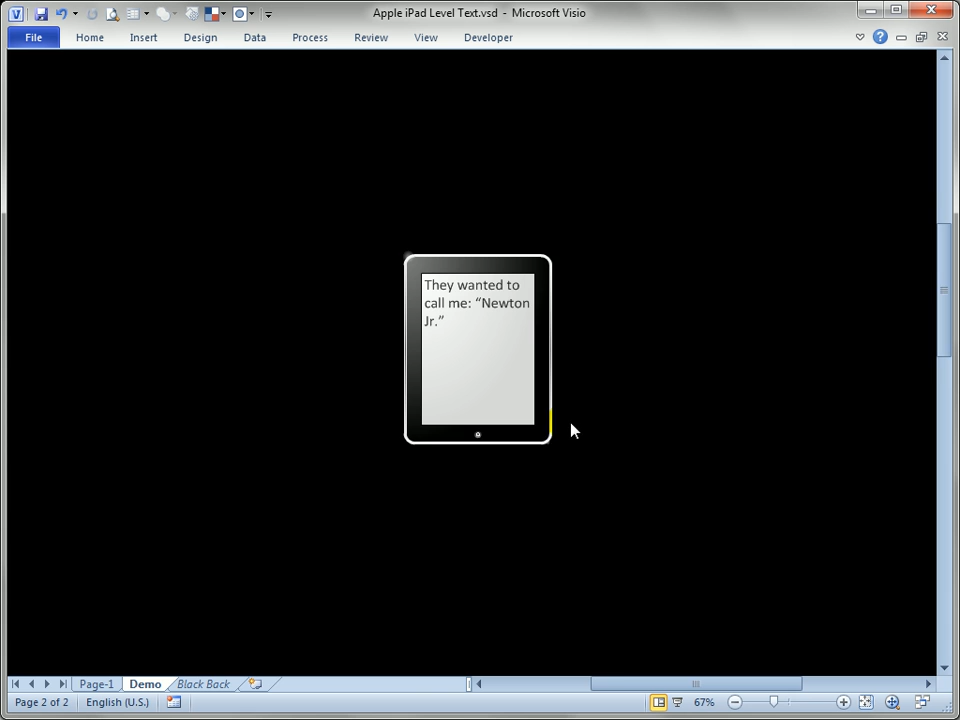 Apple iPad Level Text.vsd - Microsoft Visio
File Home Insert Design Data Process Review View Developer
They wanted to
call me: “Newton
Jr.”
Page-1 Demo Black Back
Page 2 of 2 English (U.S.) 67%